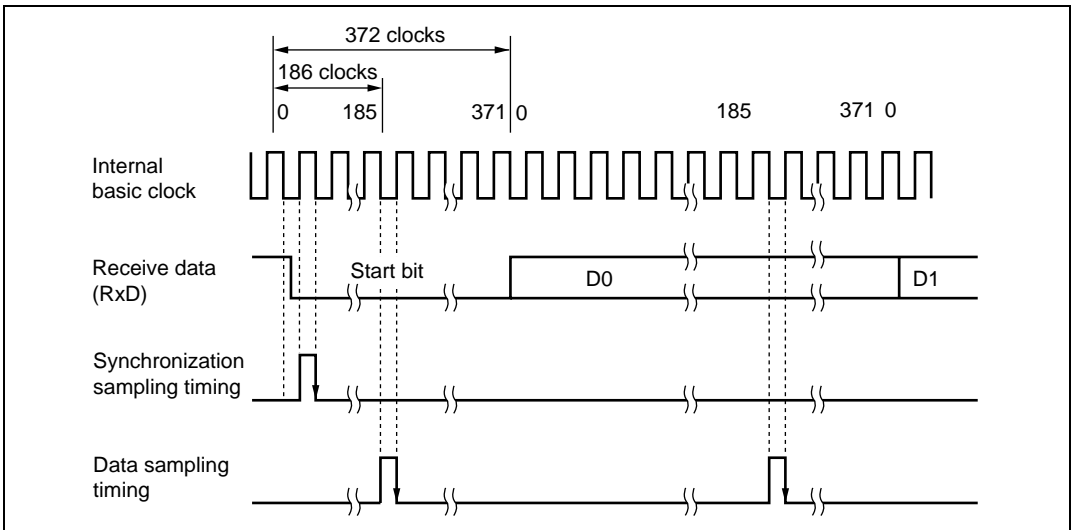 372 clocks
186 clocks
0 185 371 0 185 371 0
Internal
basic clock
Receive data
(RxD)
Start bit D0 D1
Synchronization
sampling timing
Data sampling
timing